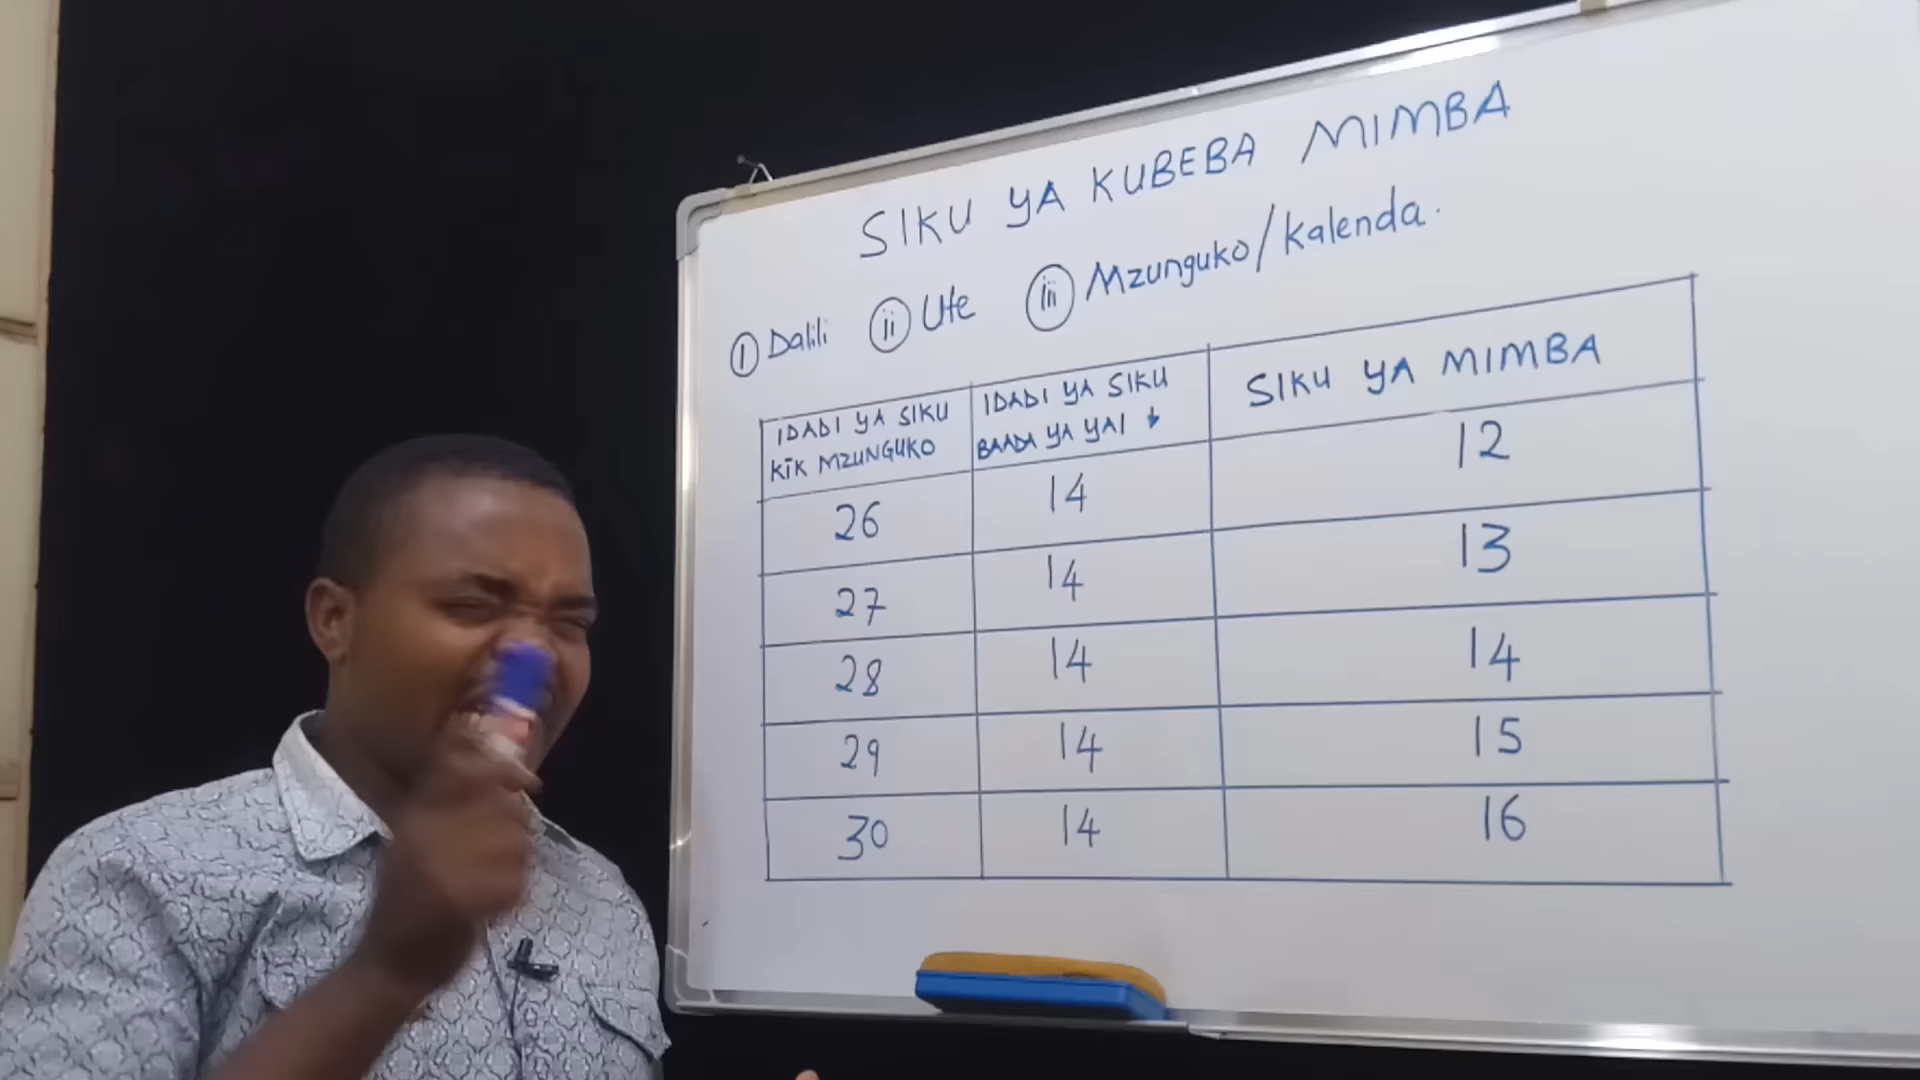 SIKU YA KUBEBA MIMBA
i Dalili ii Ute iii Mzunguko/Kalenda.
IDADI YA SIKU KĪK MZUNGUKO
IDADI YA SIKU BAADA YA YAI ↓
SIKU YA MIMBA
26 14 12
27 14 13
28 14 14
29 14 15
30 14 16